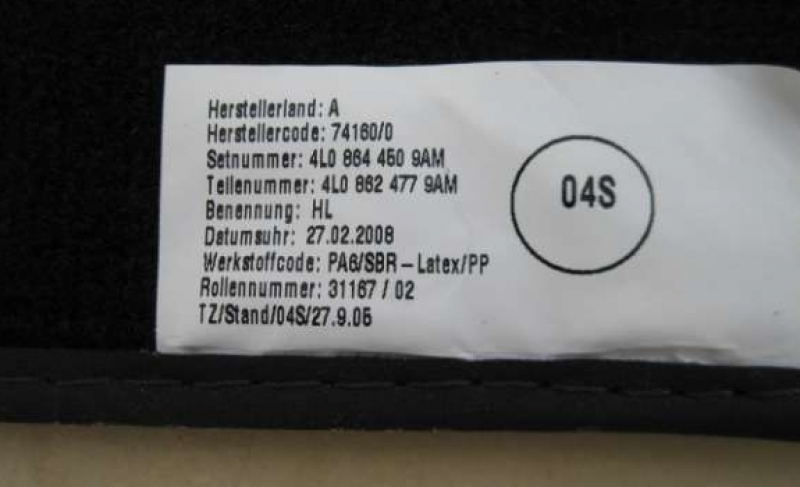 Herstellerland: A
Herstellercode: 74160/0
Setnummer: 4L0 864 450 9AM
Teilenummer: 4L0 862 477 9AM
Benennung: HL
Datumsuhr: 27.02.2008
Werkstoffcode: PA6/SBR – Latex/PP
Rollennummer: 31167 / 02
TZ/Stand/04S/27.9.05
04S